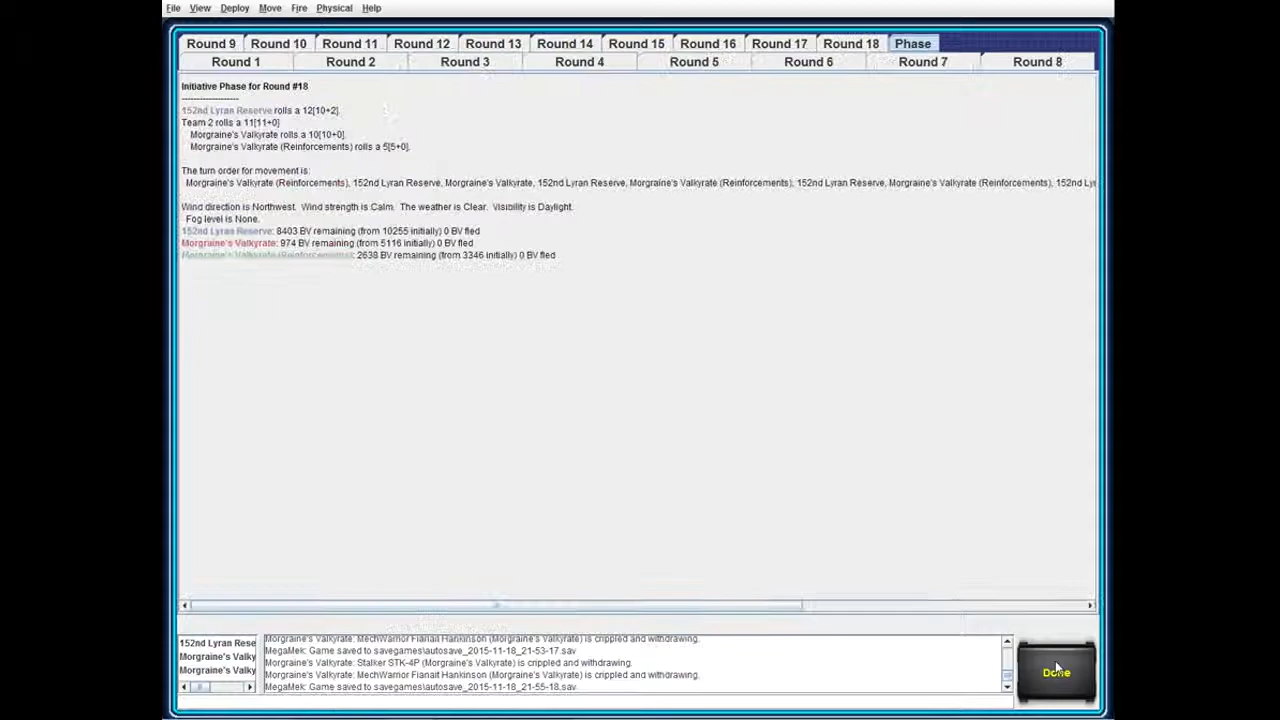 File View Deploy Move Fire Physical Help
Round 9 Round 10 Round 11 Round 12 Round 13 Round 14 Round 15 Round 16 Round 17 Round 18 Phase
Round 1 Round 2 Round 3 Round 4 Round 5 Round 6 Round 7 Round 8
Initiative Phase for Round #18
--------------------
152nd Lyran Reserve rolls a 12[10+2].
Team 2 rolls a 11[11+0]
Morgraine's Valkyrate rolls a 10[10+0].
Morgraine's Valkyrate (Reinforcements) rolls a 5[5+0].
The turn order for movement is:
Morgraine's Valkyrate (Reinforcements), 152nd Lyran Reserve, Morgraine's Valkyrate, 152nd Lyran Reserve, Morgraine's Valkyrate (Reinforcements), 152nd Lyran Reserve, Morgraine's Valkyrate (Reinforcements), 152nd Ly
Wind direction is Northwest. Wind strength is Calm. The weather is Clear. Visibility is Daylight.
Fog level is None.
152nd Lyran Reserve: 8403 BV remaining (from 10255 initially) 0 BV fled
Morgraine's Valkyrate: 974 BV remaining (from 5116 initially) 0 BV fled
Morgraine's Valkyrate (Reinforcements): 2638 BV remaining (from 3346 initially) 0 BV fled
152nd Lyran Rese
Morgraine's Valky
Morgraine's Valky
Morgraine's Valkyrate: MechWarrior Hankinson (Morgraine's Valkyrate) is crippled and withdrawing.
MegaMek: Game saved to savegames\autosave_2015-11-18_21-53-17.sav
Morgraine's Valkyrate: Stalker STK-4P (Morgraine's Valkyrate) is crippled and withdrawing.
Morgraine's Valkyrate: MechWarrior Hankinson (Morgraine's Valkyrate) is crippled and withdrawing.
MegaMek: Game saved to savegames\autosave_2015-11-18_21-55-18.sav
Done